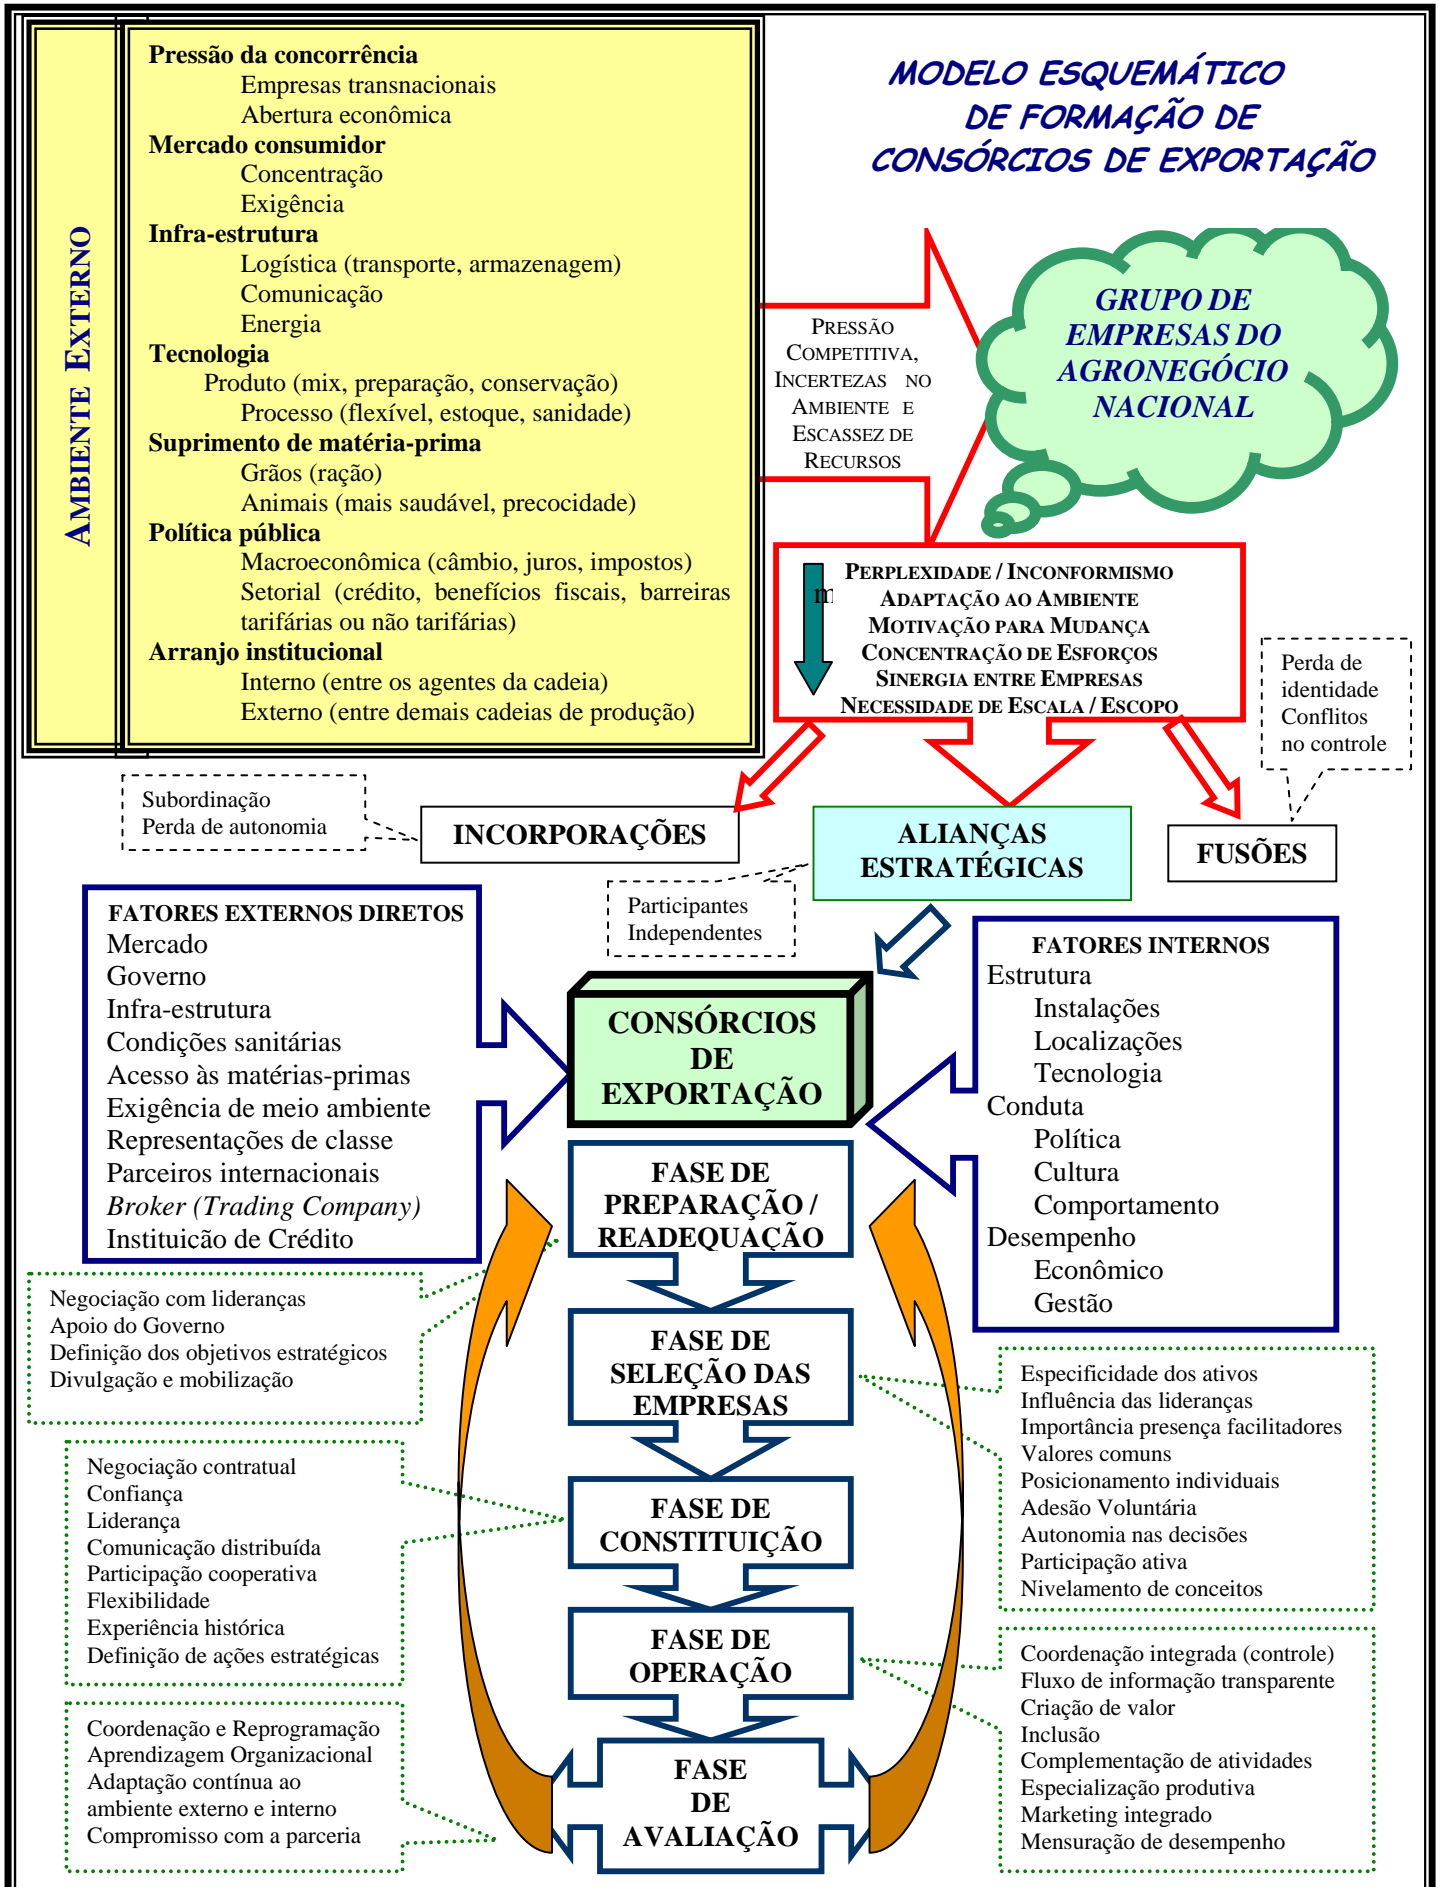 MODELO ESQUEMÁTICO
DE FORMAÇÃO DE
CONSÓRCIOS DE EXPORTAÇÃO
AMBIENTE EXTERNO
Pressão da concorrência
Empresas transnacionais
Abertura econômica
Mercado consumidor
Concentração
Exigência
Infra-estrutura
Logística (transporte, armazenagem)
Comunicação
Energia
Tecnologia
Produto (mix, preparação, conservação)
Processo (flexível, estoque, sanidade)
Suprimento de matéria-prima
Grãos (ração)
Animais (mais saudável, precocidade)
Política pública
Macroeconômica (câmbio, juros, impostos)
Setorial (crédito, benefícios fiscais, barreiras
tarifárias ou não tarifárias)
Arranjo institucional
Interno (entre os agentes da cadeia)
Externo (entre demais cadeias de produção)
PRESSÃO
COMPETITIVA,
INCERTEZAS NO
AMBIENTE E
ESCASSEZ DE
RECURSOS
GRUPO DE
EMPRESAS DO
AGRONEGÓCIO
NACIONAL
PERPLEXIDADE / INCONFORMISMO
m
ADAPTAÇÃO AO AMBIENTE
MOTIVAÇÃO PARA MUDANÇA
CONCENTRAÇÃO DE ESFORÇOS
SINERGIA ENTRE EMPRESAS
NECESSIDADE DE ESCALA / ESCOPO
Perda de
identidade
Conflitos
no controle
Subordinação
Perda de autonomia
INCORPORAÇÕES
ALIANÇAS
ESTRATÉGICAS
FUSÕES
Participantes
Independentes
FATORES EXTERNOS DIRETOS
Mercado
Governo
Infra-estrutura
Condições sanitárias
Acesso às matérias-primas
Exigência de meio ambiente
Representações de classe
Parceiros internacionais
Broker (Trading Company)
Instituicão de Crédito
CONSÓRCIOS
DE
EXPORTAÇÃO
FATORES INTERNOS
Estrutura
Instalações
Localizações
Tecnologia
Conduta
Política
Cultura
Comportamento
Desempenho
Econômico
Gestão
FASE DE
PREPARAÇÃO /
READEQUAÇÃO
Negociação com lideranças
Apoio do Governo
Definição dos objetivos estratégicos
Divulgação e mobilização
FASE DE
SELEÇÃO DAS
EMPRESAS
Especificidade dos ativos
Influência das lideranças
Importância presença facilitadores
Valores comuns
Posicionamento individuais
Adesão Voluntária
Autonomia nas decisões
Participação ativa
Nivelamento de conceitos
Negociação contratual
Confiança
Liderança
Comunicação distribuída
Participação cooperativa
Flexibilidade
Experiência histórica
Definição de ações estratégicas
FASE DE
CONSTITUIÇÃO
FASE DE
OPERAÇÃO
Coordenação integrada (controle)
Fluxo de informação transparente
Criação de valor
Inclusão
Complementação de atividades
Especialização produtiva
Marketing integrado
Mensuração de desempenho
Coordenação e Reprogramação
Aprendizagem Organizacional
Adaptação contínua ao
ambiente externo e interno
Compromisso com a parceria
FASE
DE
AVALIAÇÃO